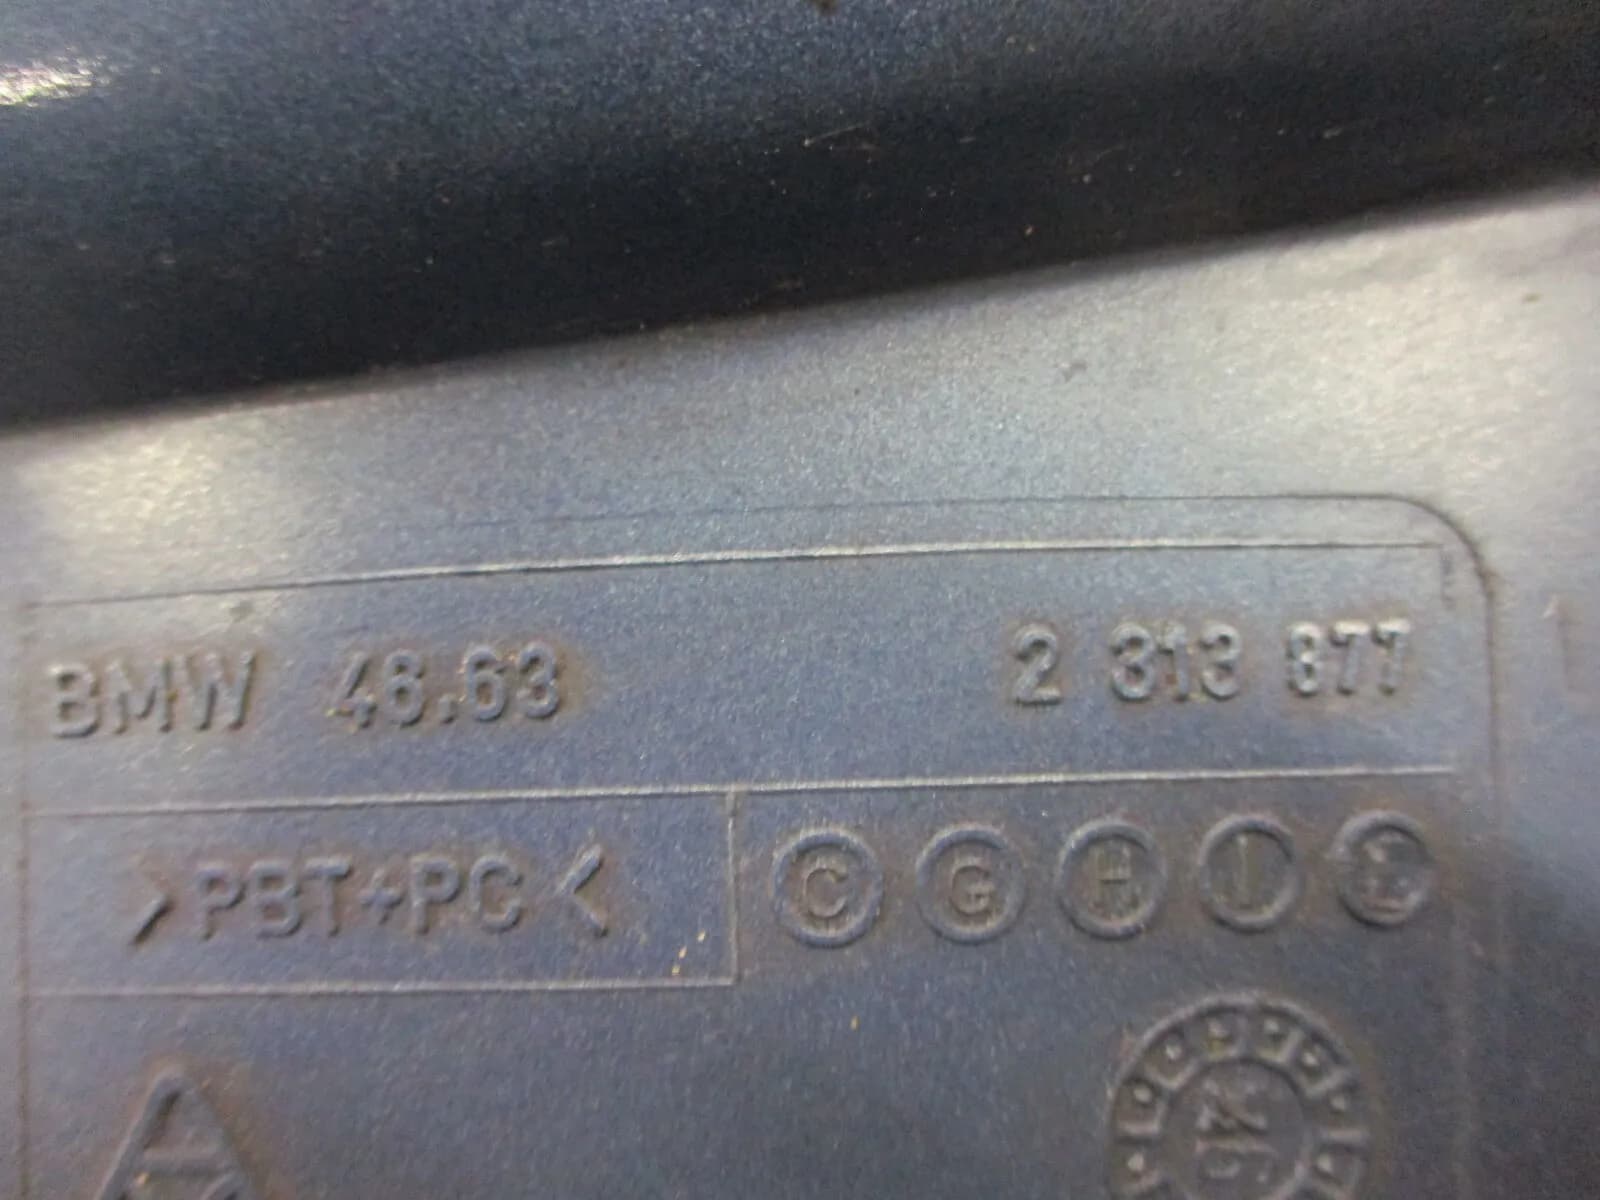 BMW 46.63 2 313 877
>PBT+PC< C G H I